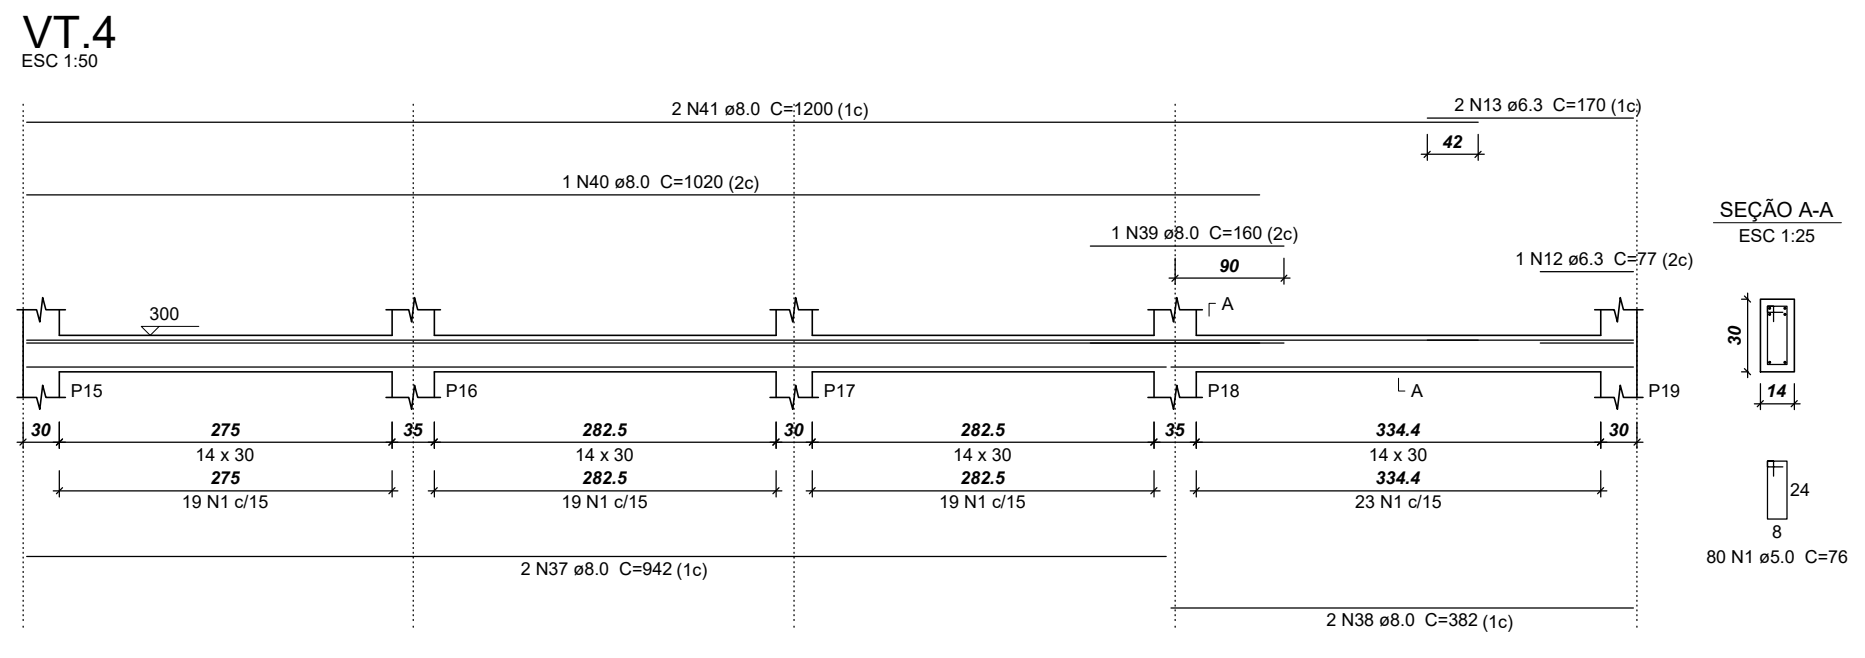 VT.4
ESC 1:50
2 N41 ø8.0 C=1200 (1c)
2 N13 ø6.3 C=170 (1c)
42
1 N40 ø8.0 C=1020 (2c)
1 N39 ø8.0 C=160 (2c)
90
1 N12 ø6.3 C=77 (2c)
SEÇÃO A-A
ESC 1:25
300
A
30
P15
P16
P17
P18
A
P19
14
30
275
35
282.5
30
282.5
35
334.4
30
14 x 30
14 x 30
14 x 30
14 x 30
275
282.5
282.5
334.4
19 N1 c/15
19 N1 c/15
19 N1 c/15
23 N1 c/15
24
8
80 N1 ø5.0 C=76
2 N37 ø8.0 C=942 (1c)
2 N38 ø8.0 C=382 (1c)